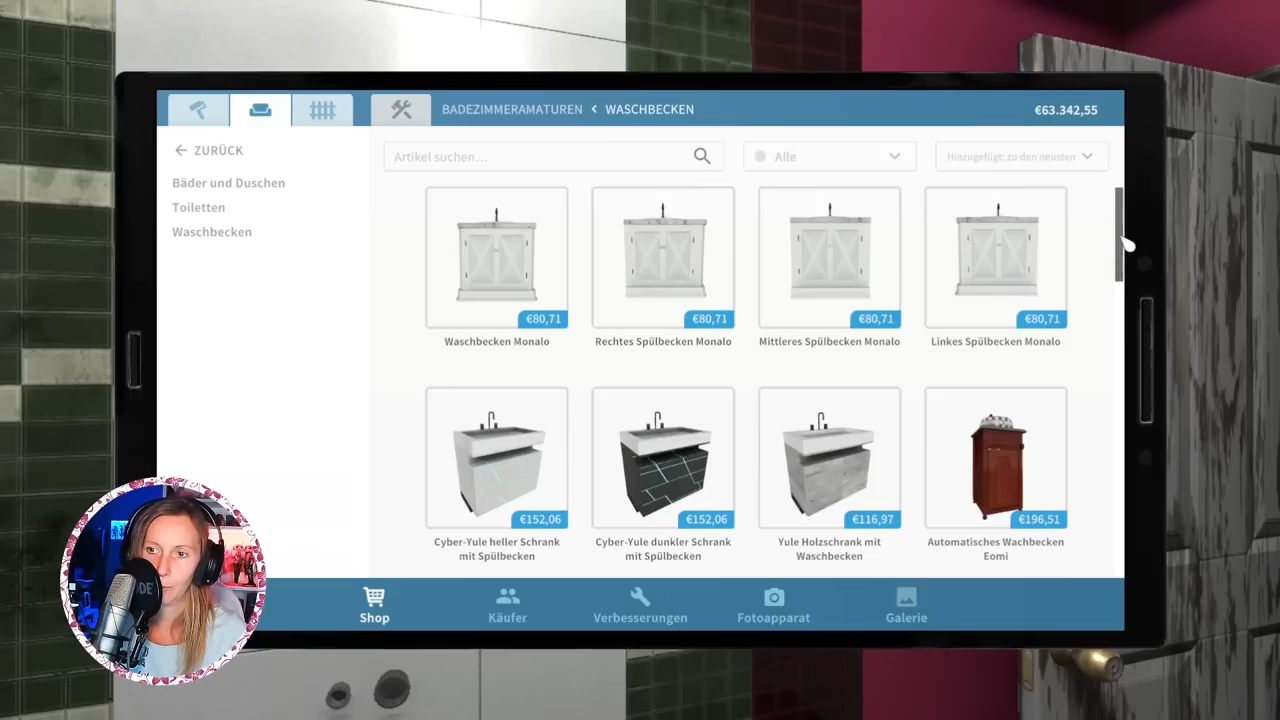 BADEZIMMERAMATUREN < WASCHBECKEN
€63.342,55
ZURÜCK
Bäder und Duschen
Toiletten
Waschbecken
Artikel suchen...
Alle
Hinzugefügt: zu den neusten
€80,71
€80,71
€80,71
€80,71
Waschbecken Monalo
Rechtes Spülbecken Monalo
Mittleres Spülbecken Monalo
Linkes Spülbecken Monalo
€152,06
€152,06
€116,97
€196,51
Cyber-Yule heller Schrank
mit Spülbecken
Cyber-Yule dunkler Schrank
mit Spülbecken
Yule Holzschrank mit
Waschbecken
Automatisches Wachbecken
Eomi
Shop
Käufer
Verbesserungen
Fotoapparat
Galerie